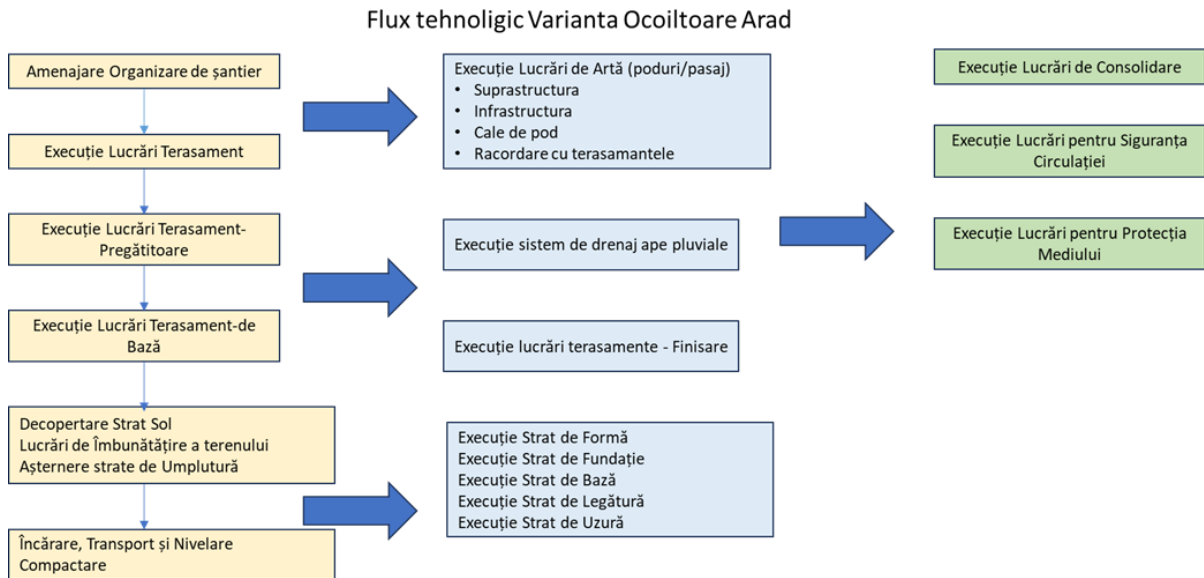 Flux tehnoligic Varianta Ocoiltoare Arad
Amenajare Organizare de șantier
Execuție Lucrări Terasament
Execuție Lucrări Terasament-
Pregătitoare
Execuție Lucrări Terasament-de
Bază
Decopertare Strat Sol
Lucrări de Îmbunătățire a terenului
Așternere strate de Umplutură
Încărare, Transport și Nivelare
Compactare
Execuție Lucrări de Artă (poduri/pasaj)
• Suprastructura
• Infrastructura
• Cale de pod
• Racordare cu terasamantele
Execuție sistem de drenaj ape pluviale
Execuție lucrări terasamente - Finisare
Execuție Strat de Formă
Execuție Strat de Fundație
Execuție Strat de Bază
Execuție Strat de Legătură
Execuție Strat de Uzură
Execuție Lucrări de Consolidare
Execuție Lucrări pentru Siguranța
Circulației
Execuție Lucrări pentru Protecția
Mediului